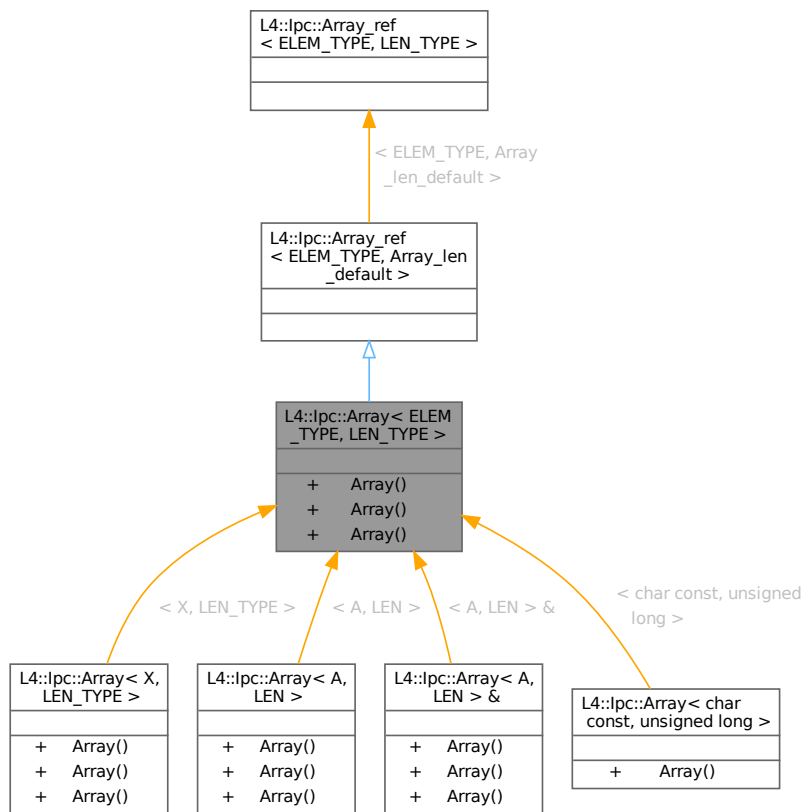 L4::Ipc::Array_ref
< ELEM_TYPE, LEN_TYPE >
< ELEM_TYPE, Array
_len_default >
L4::Ipc::Array_ref
< ELEM_TYPE, Array_len
_default >
L4::Ipc::Array< ELEM
_TYPE, LEN_TYPE >
+ Array()
+ Array()
+ Array()
< X, LEN_TYPE >
< A, LEN >
< A, LEN > &
< char const, unsigned
long >
L4::Ipc::Array< X,
LEN_TYPE >
+ Array()
+ Array()
+ Array()
L4::Ipc::Array< A,
LEN >
+ Array()
+ Array()
+ Array()
L4::Ipc::Array< A,
LEN > &
+ Array()
+ Array()
+ Array()
L4::Ipc::Array< char
const, unsigned long >
+ Array()